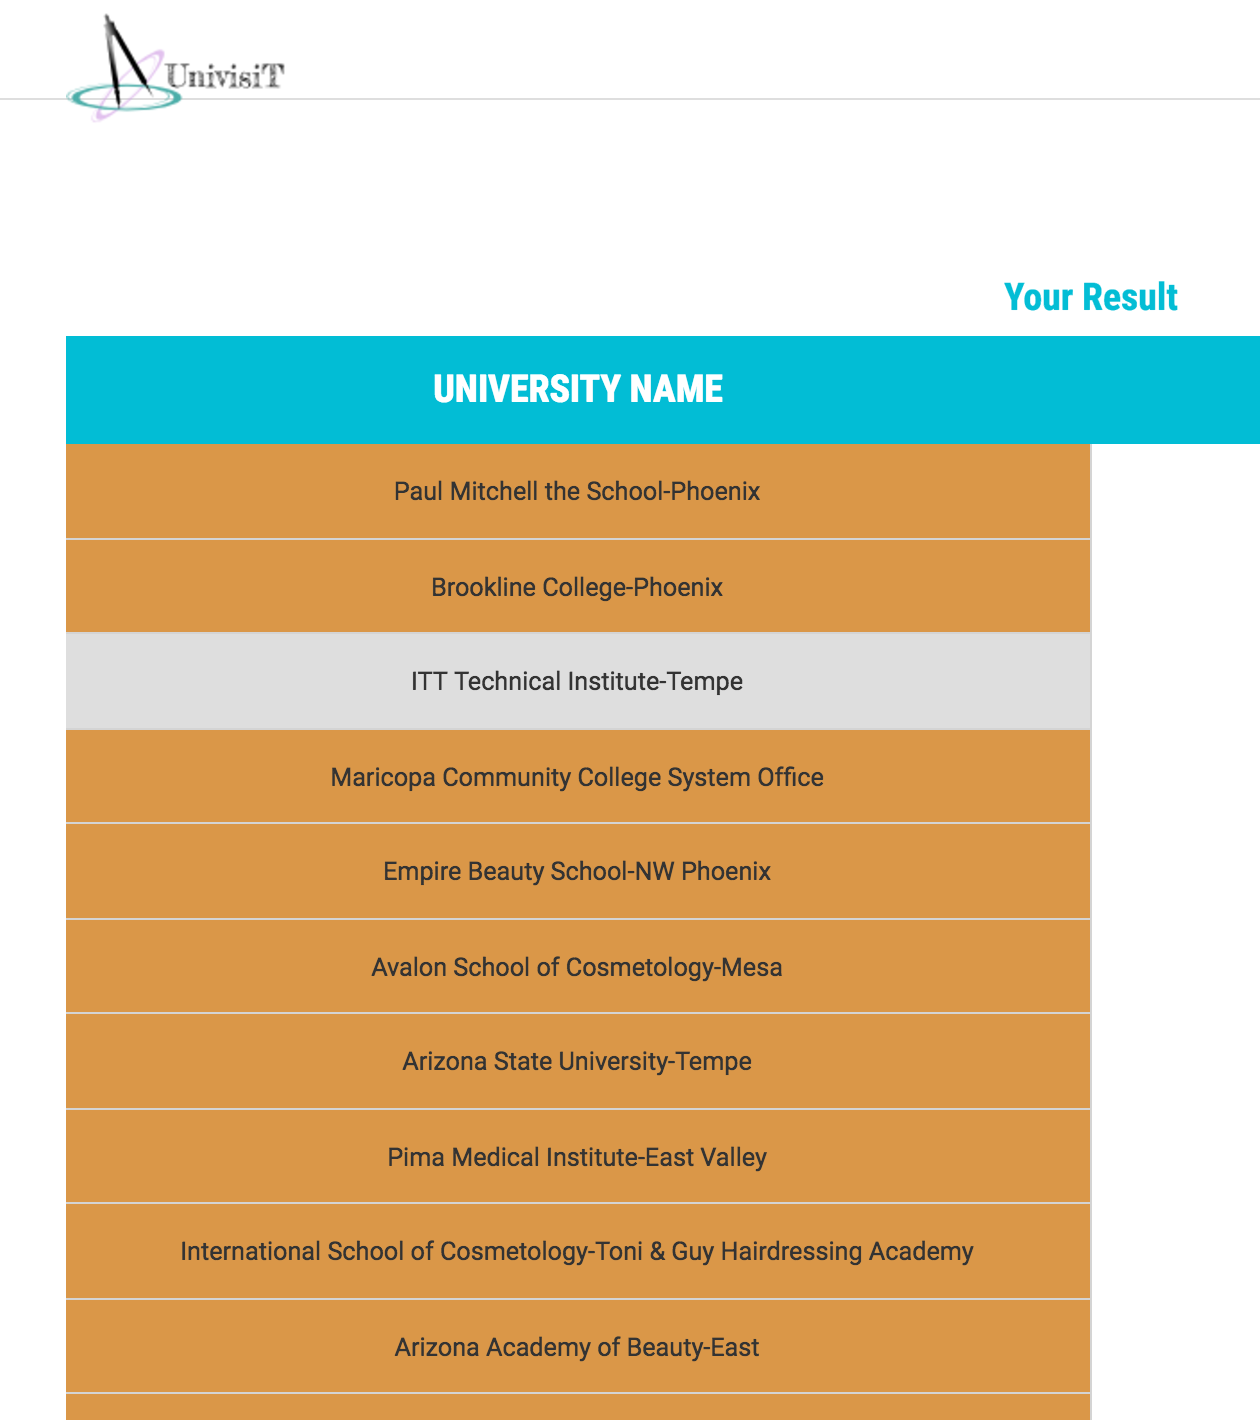 UnivisiT
Your Result
UNIVERSITY NAME
Paul Mitchell the School-Phoenix
Brookline College-Phoenix
ITT Technical Institute-Tempe
Maricopa Community College System Office
Empire Beauty School-NW Phoenix
Avalon School of Cosmetology-Mesa
Arizona State University-Tempe
Pima Medical Institute-East Valley
International School of Cosmetology-Toni & Guy Hairdressing Academy
Arizona Academy of Beauty-East